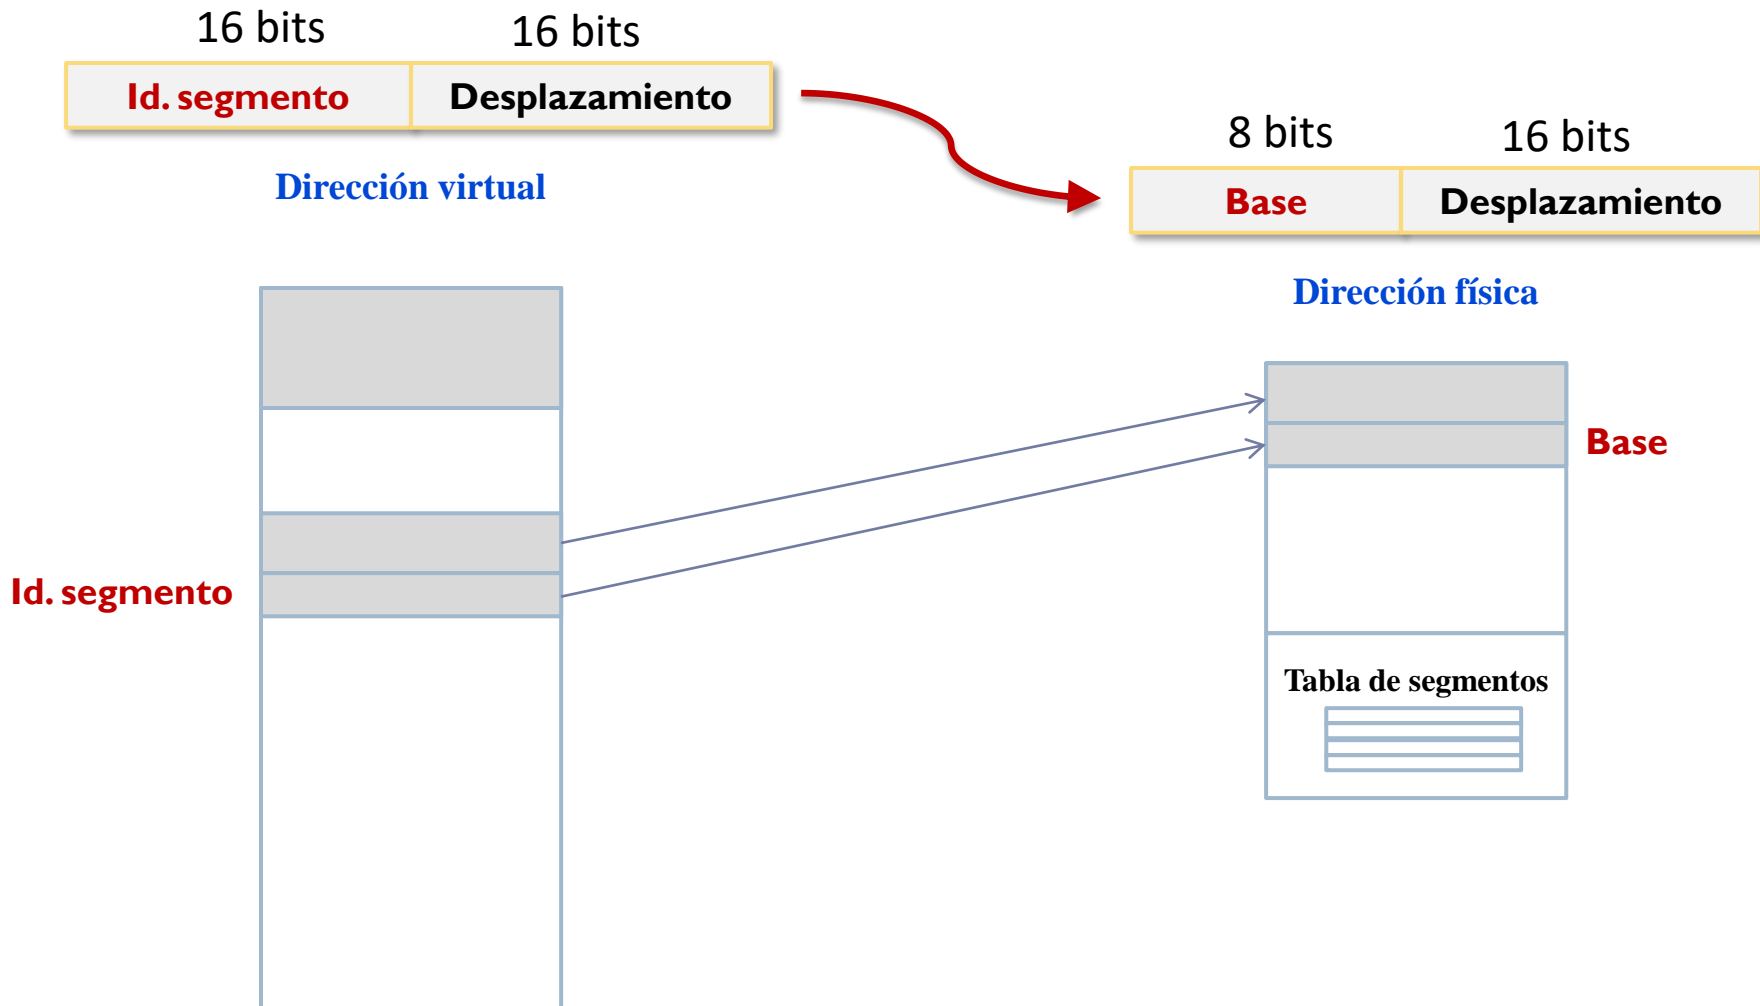 16 bits 16 bits
Id. segmento Desplazamiento
Dirección virtual
8 bits 16 bits
Base Desplazamiento
Dirección física
Base
Id. segmento
Tabla de segmentos